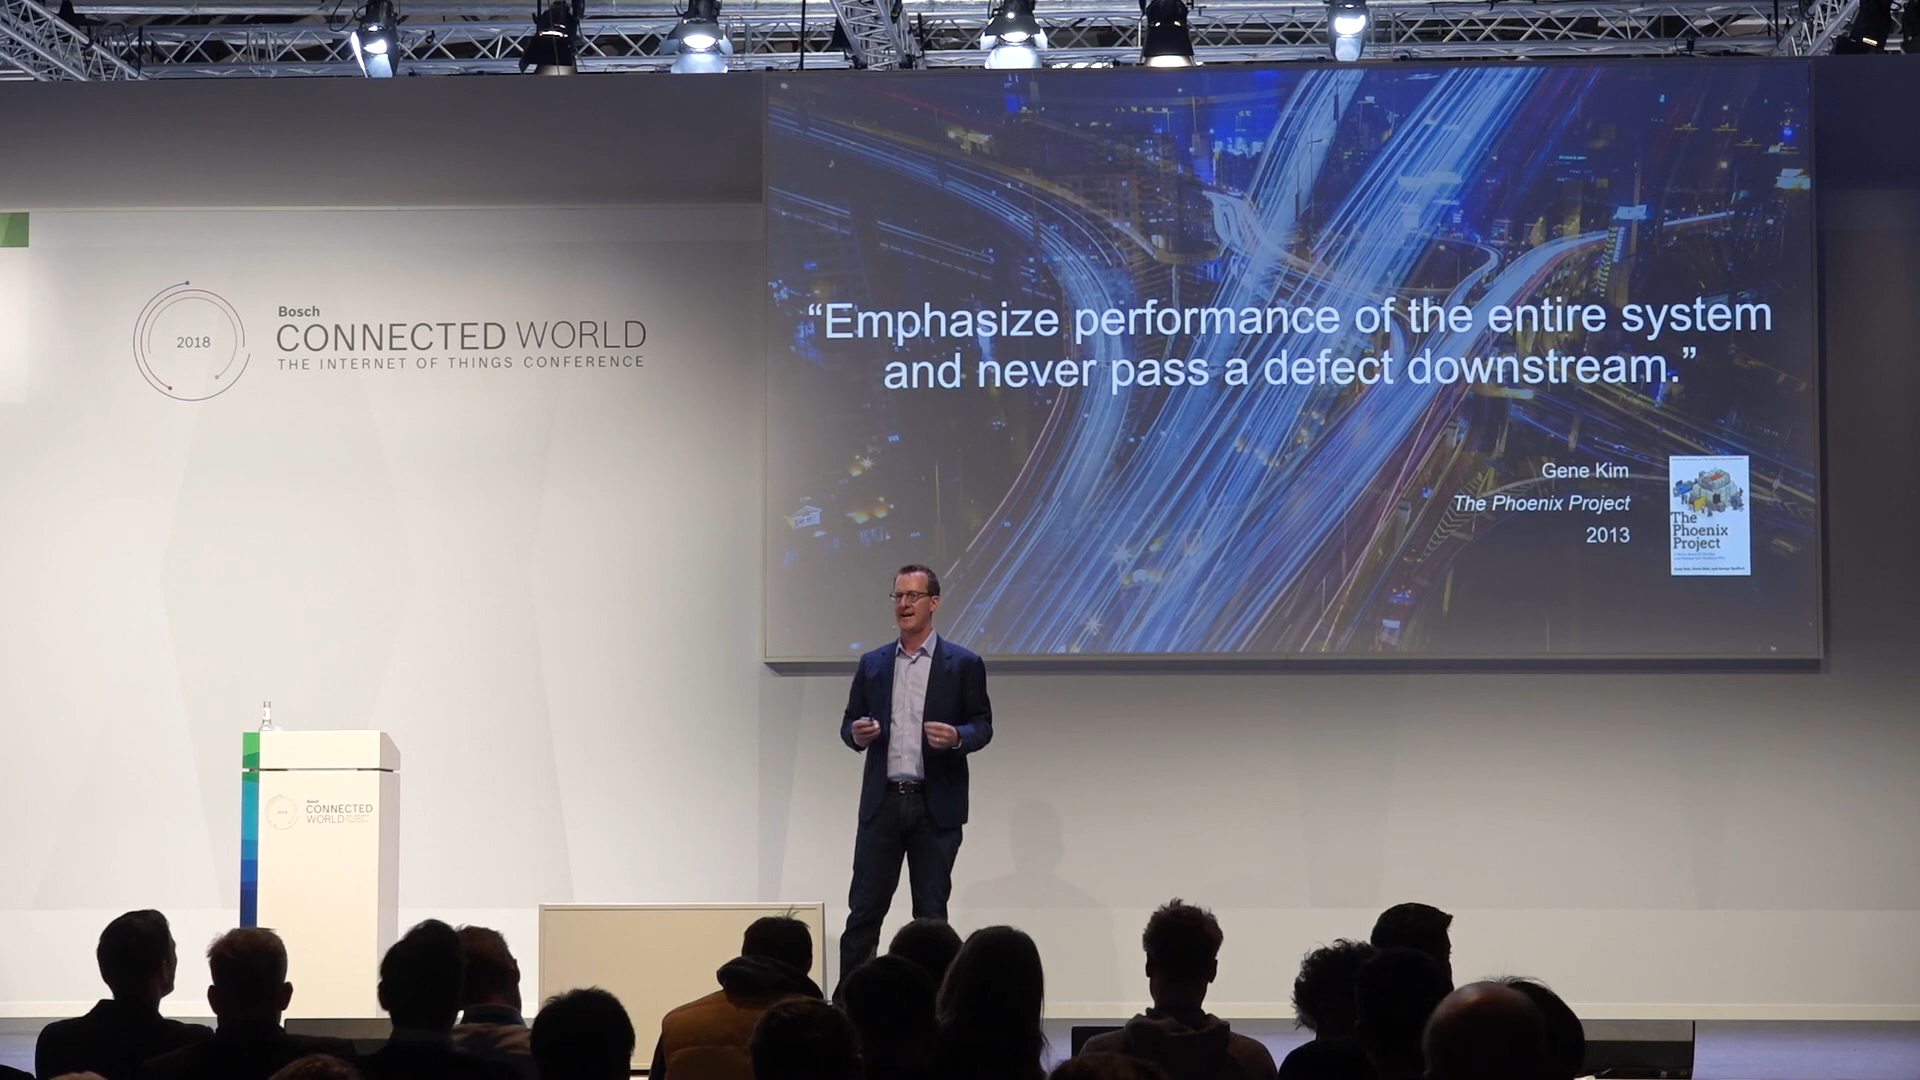 2018
Bosch
CONNECTED WORLD
THE INTERNET OF THINGS CONFERENCE
“Emphasize performance of the entire system
and never pass a defect downstream.”
Gene Kim
The Phoenix Project
2013
The
Phoenix
Project
Bosch
CONNECTED
WORLD